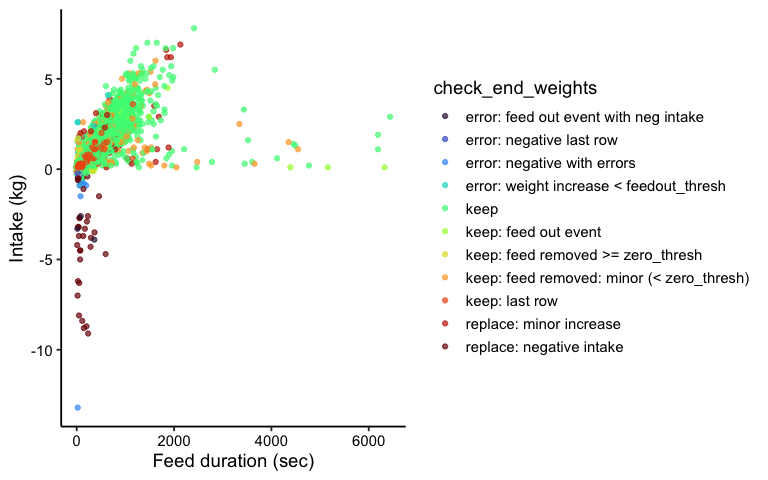 check_end_weights
error: feed out event with neg intake
error: negative last row
error: negative with errors
error: weight increase < feedout_thresh
keep
keep: feed out event
keep: feed removed >= zero_thresh
keep: feed removed: minor (< zero_thresh)
keep: last row
replace: minor increase
replace: negative intake
Intake (kg)
5
0
-5
-10
0 2000 4000 6000
Feed duration (sec)